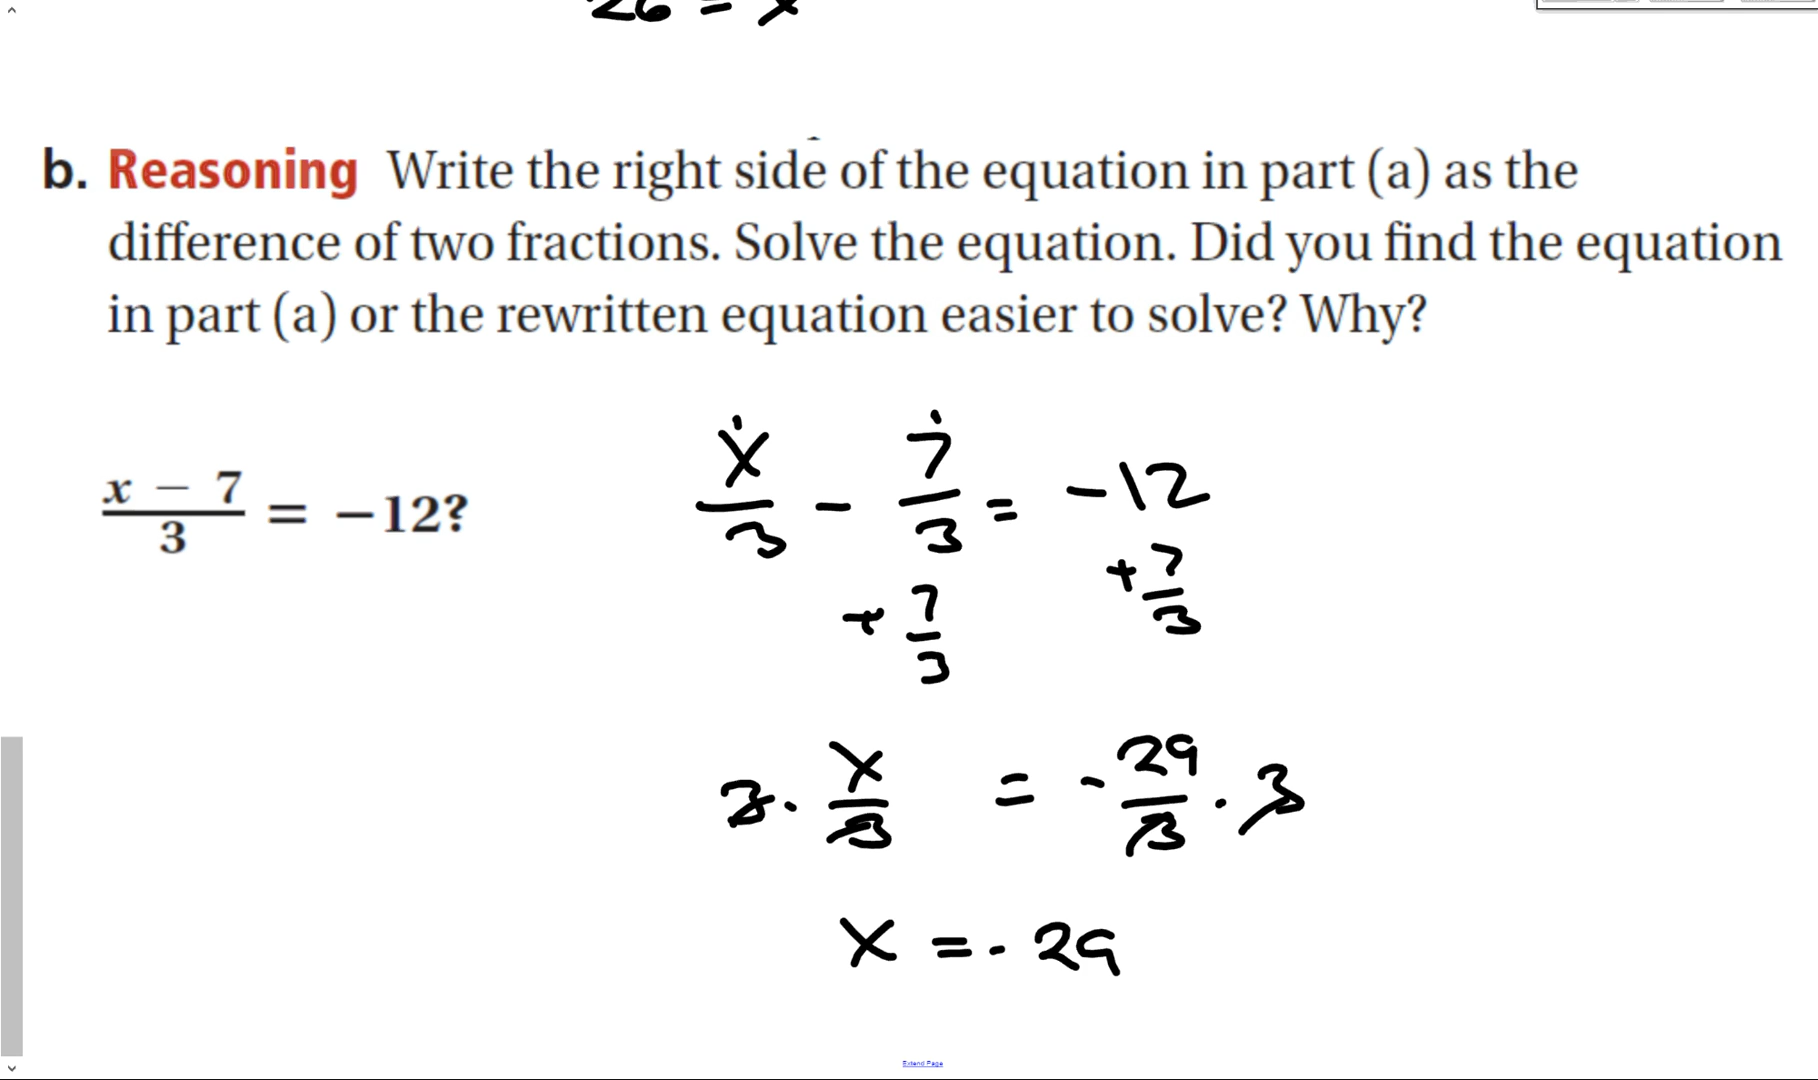 26 = x
b. Reasoning Write the right side of the equation in part (a) as the
difference of two fractions. Solve the equation. Did you find the equation
in part (a) or the rewritten equation easier to solve? Why?
x − 7
3
= −12?
x/3 - 7/3 = -12
+ 7/3 + 7/3
3 · x/3 = - 29/3 · 3
x = - 29
Extend Page